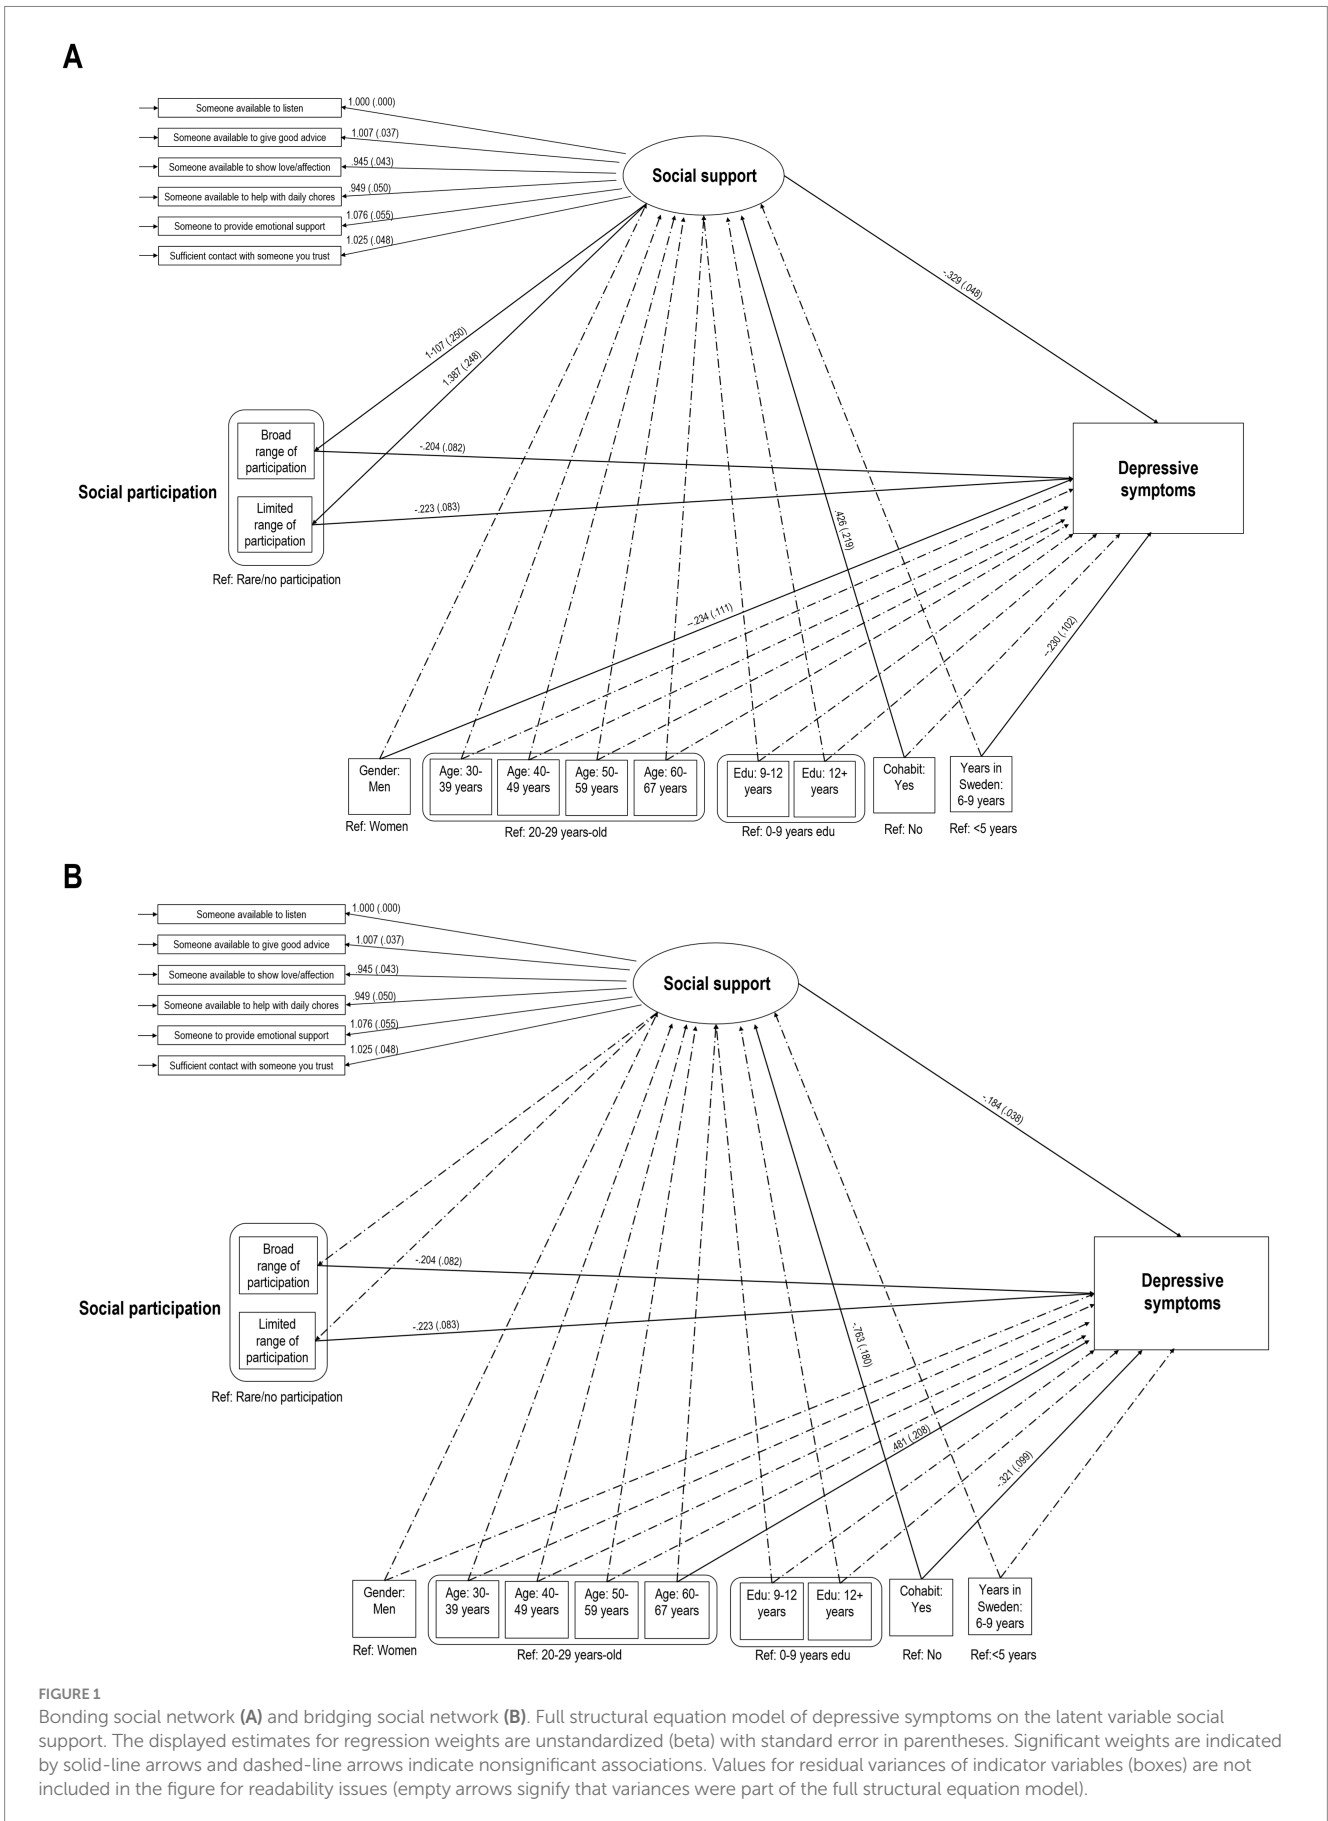 A
Someone available to listen
1.000 (.000)
Someone available to give good advice
1.007 (.037)
Someone available to show love/affection
.945 (.043)
Someone available to help with daily chores
.949 (.050)
Someone to provide emotional support
1.076 (.055)
Sufficient contact with someone you trust
1.025 (.048)
Social support
-.329 (.048)
1-107 (.250)
1.387 (.248)
Social participation
Broad
range of
participation
Limited
range of
participation
Ref: Rare/no participation
-.204 (.082)
-.223 (.083)
Depressive
symptoms
.426 (.219)
-.234 (.111)
-.230 (.102)
Gender:
Men
Ref: Women
Age: 30-
39 years
Age: 40-
49 years
Age: 50-
59 years
Age: 60-
67 years
Ref: 20-29 years-old
Edu: 9-12
years
Edu: 12+
years
Ref: 0-9 years edu
Cohabit:
Yes
Ref: No
Years in
Sweden:
6-9 years
Ref: <5 years
B
Someone available to listen
1.000 (.000)
Someone available to give good advice
1.007 (.037)
Someone available to show love/affection
.945 (.043)
Someone available to help with daily chores
.949 (.050)
Someone to provide emotional support
1.076 (.055)
Sufficient contact with someone you trust
1.025 (.048)
Social support
-.184 (.038)
Social participation
Broad
range of
participation
Limited
range of
participation
Ref: Rare/no participation
-.204 (.082)
-.223 (.083)
Depressive
symptoms
-.763 (.180)
.481 (.208)
-.321 (.099)
Gender:
Men
Ref: Women
Age: 30-
39 years
Age: 40-
49 years
Age: 50-
59 years
Age: 60-
67 years
Ref: 20-29 years-old
Edu: 9-12
years
Edu: 12+
years
Ref: 0-9 years edu
Cohabit:
Yes
Ref: No
Years in
Sweden:
6-9 years
Ref:<5 years
FIGURE 1
Bonding social network (A) and bridging social network (B). Full structural equation model of depressive symptoms on the latent variable social
support. The displayed estimates for regression weights are unstandardized (beta) with standard error in parentheses. Significant weights are indicated
by solid-line arrows and dashed-line arrows indicate nonsignificant associations. Values for residual variances of indicator variables (boxes) are not
included in the figure for readability issues (empty arrows signify that variances were part of the full structural equation model).